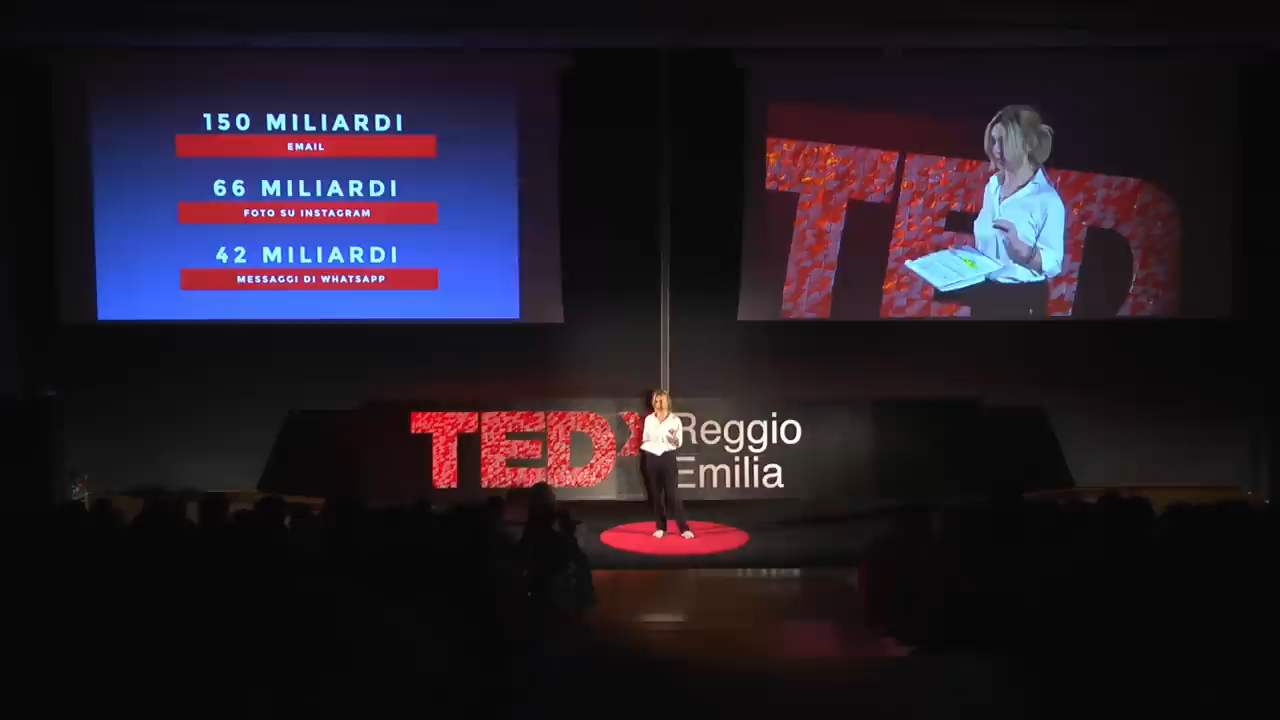 150 MILIARDI
EMAIL
66 MILIARDI
FOTO SU INSTAGRAM
42 MILIARDI
MESSAGGI DI WHATSAPP
TED
TEDx Reggio
Emilia